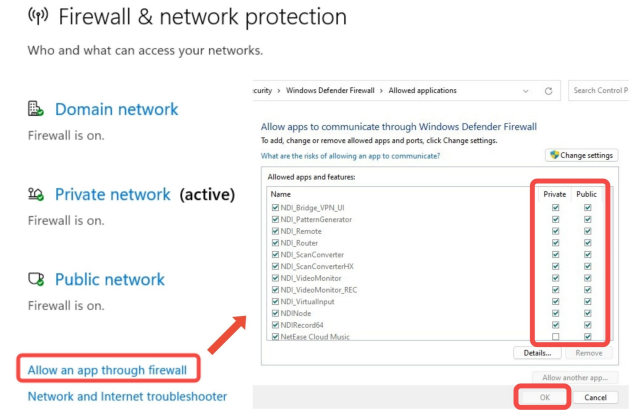 Firewall & network protection
Who and what can access your networks.
Domain network
Firewall is on.
Private network (active)
Firewall is on.
Public network
Firewall is on.
Allow an app through firewall
Network and Internet troubleshooter
curity > Windows Defender Firewall > Allowed applications
Search Control P
Allow apps to communicate through Windows Defender Firewall
To add, change or remove allowed apps and ports, click Change settings.
What are the risks of allowing an app to communicate?
Change settings
Allowed apps and features:
Name Private Public
NDI_Bridge_VPN_UI
NDI_PatternGenerator
NDI_Remote
NDI_Router
NDI_ScanConverter
NDI_ScanConverterHX
NDI_VideoMonitor
NDI_VideoMonitor_REC
NDI_VirtualInput
NDINode
NDIRecord64
NetEase Cloud Music
Details... Remove
Allow another app...
OK Cancel